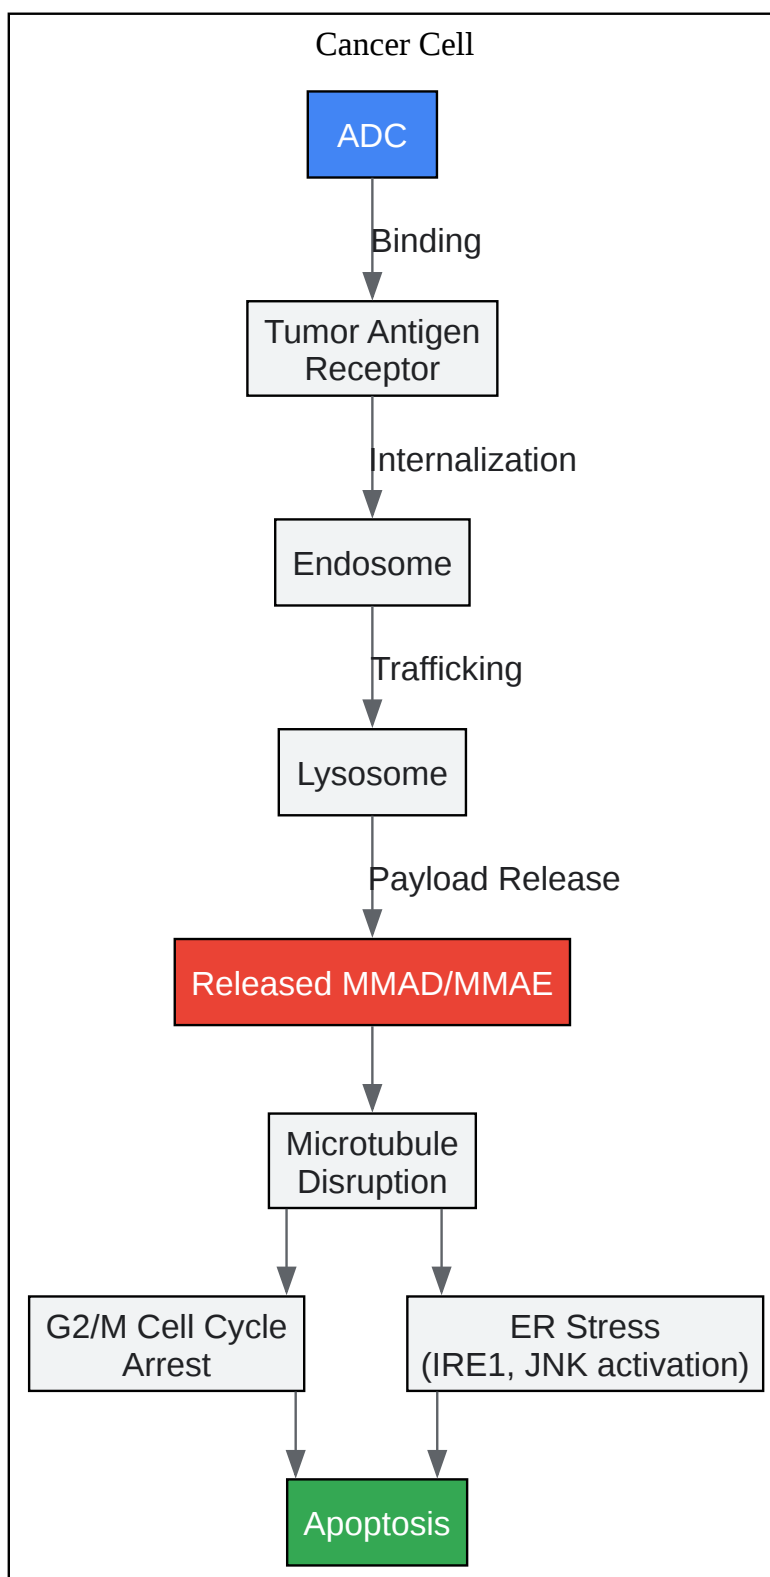 Cancer Cell
ADC
Binding
Tumor Antigen
Receptor
Internalization
Endosome
Trafficking
Lysosome
Payload Release
Released MMAD/MMAE
Microtubule
Disruption
G2/M Cell Cycle
Arrest
ER Stress
(IRE1, JNK activation)
Apoptosis